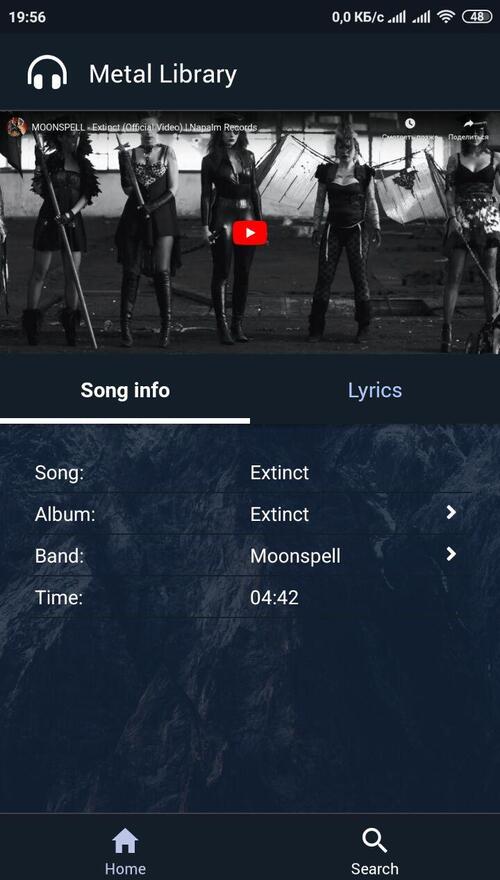 19:56
0,0 КБ/с
48
Metal Library
MOONSPELL - Extinct (Official Video) | Napalm Records
Смотреть позже
Поделиться
Song info
Lyrics
Song:
Extinct
Album:
Extinct
Band:
Moonspell
Time:
04:42
Home
Search